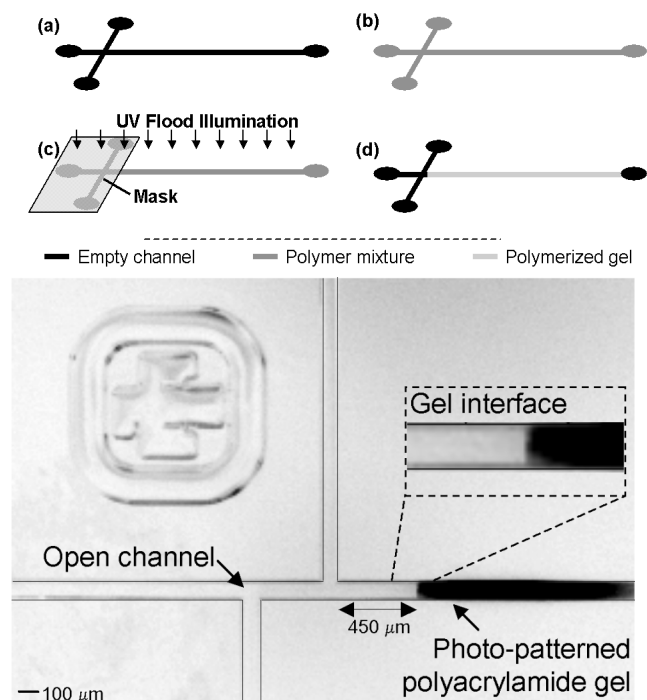 (a)
(b)
UV Flood Illumination
(c)
(d)
Mask
Empty channel
Polymer mixture
Polymerized gel
Gel interface
Open channel
450 μm
Photo-patterned
polyacrylamide gel
100 μm